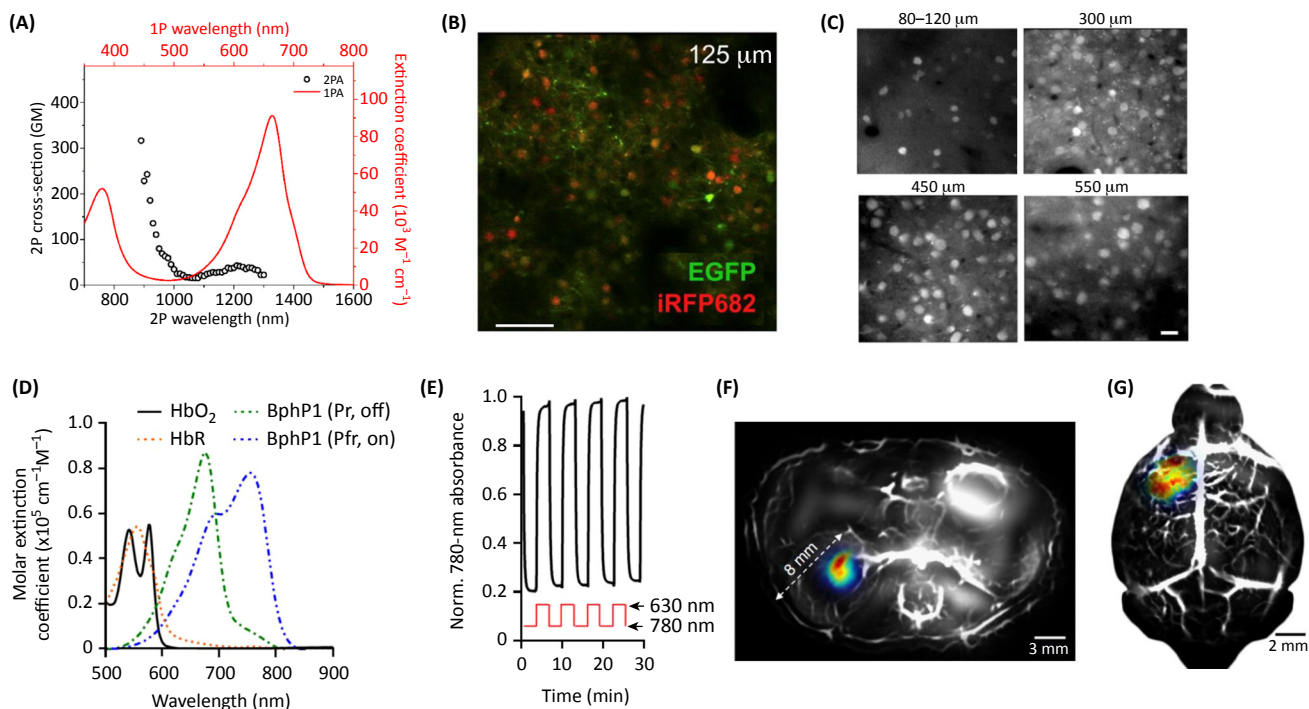 (A)
1P wavelength (nm)
400 500 600 700 800
2PA
1PA
2P cross-section (GM)
400
300
200
100
0
Extinction coefficient (10³ M⁻¹ cm⁻¹)
100
80
60
40
20
0
800 1000 1200 1400 1600
2P wavelength (nm)
(B)
125 μm
EGFP
iRFP682
(C)
80–120 μm
300 μm
450 μm
550 μm
(D)
HbO₂
HbR
BphP1 (Pr, off)
BphP1 (Pfr, on)
Molar extinction
coefficient (x10⁵ cm⁻¹M⁻¹)
1.0
0.8
0.6
0.4
0.2
0
500 600 700 800 900
Wavelength (nm)
(E)
Norm. 780-nm absorbance
1.0
0.8
0.6
0.4
0.2
0
630 nm
780 nm
0 10 20 30
Time (min)
(F)
8 mm
3 mm
(G)
2 mm